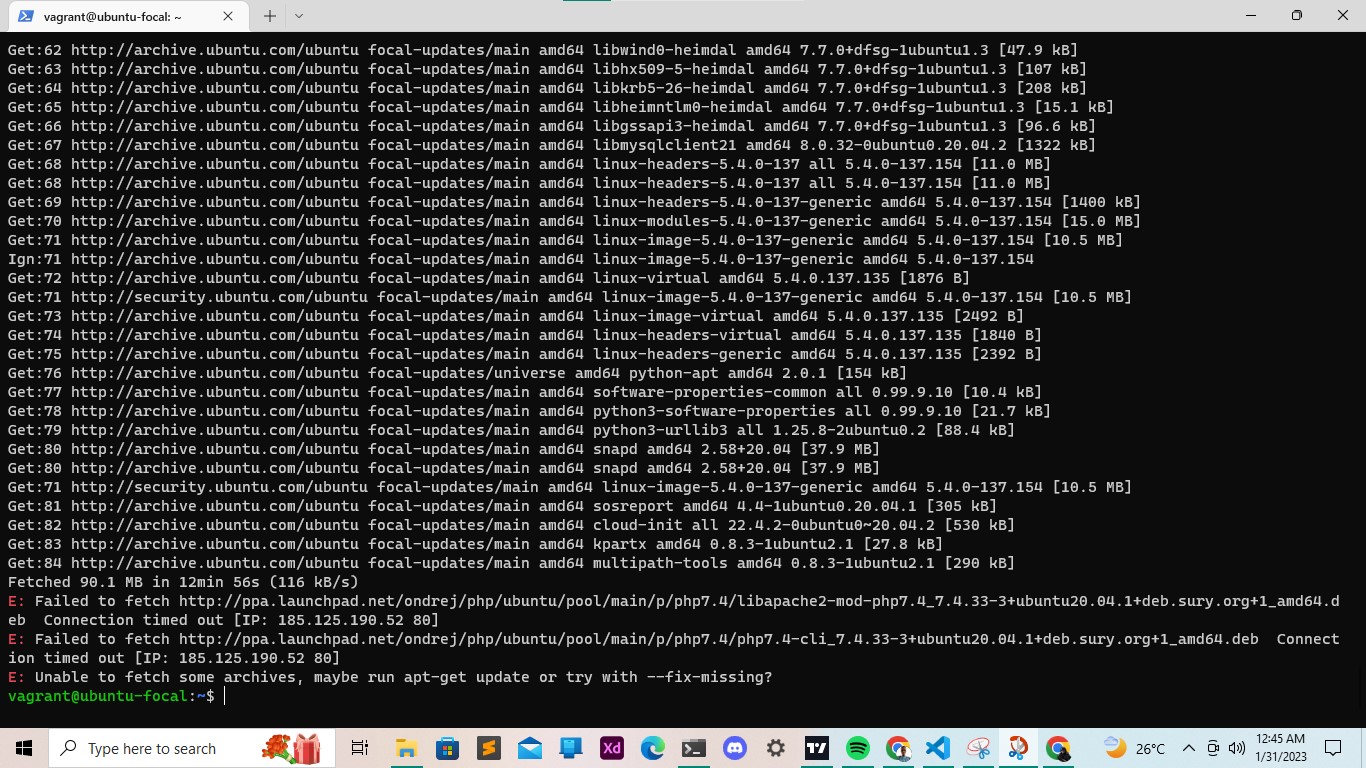 vagrant@ubuntu-focal: ~
Get:62 http://archive.ubuntu.com/ubuntu focal-updates/main amd64 libwind0-heimdal amd64 7.7.0+dfsg-1ubuntu1.3 [47.9 kB]
Get:63 http://archive.ubuntu.com/ubuntu focal-updates/main amd64 libhx509-5-heimdal amd64 7.7.0+dfsg-1ubuntu1.3 [107 kB]
Get:64 http://archive.ubuntu.com/ubuntu focal-updates/main amd64 libkrb5-26-heimdal amd64 7.7.0+dfsg-1ubuntu1.3 [208 kB]
Get:65 http://archive.ubuntu.com/ubuntu focal-updates/main amd64 libheimntlm0-heimdal amd64 7.7.0+dfsg-1ubuntu1.3 [15.1 kB]
Get:66 http://archive.ubuntu.com/ubuntu focal-updates/main amd64 libgssapi3-heimdal amd64 7.7.0+dfsg-1ubuntu1.3 [96.6 kB]
Get:67 http://archive.ubuntu.com/ubuntu focal-updates/main amd64 libmysqlclient21 amd64 8.0.32-0ubuntu0.20.04.2 [1322 kB]
Get:68 http://archive.ubuntu.com/ubuntu focal-updates/main amd64 linux-headers-5.4.0-137 all 5.4.0-137.154 [11.0 MB]
Get:68 http://archive.ubuntu.com/ubuntu focal-updates/main amd64 linux-headers-5.4.0-137 all 5.4.0-137.154 [11.0 MB]
Get:69 http://archive.ubuntu.com/ubuntu focal-updates/main amd64 linux-headers-5.4.0-137-generic amd64 5.4.0-137.154 [1400 kB]
Get:70 http://archive.ubuntu.com/ubuntu focal-updates/main amd64 linux-modules-5.4.0-137-generic amd64 5.4.0-137.154 [15.0 MB]
Get:71 http://archive.ubuntu.com/ubuntu focal-updates/main amd64 linux-image-5.4.0-137-generic amd64 5.4.0-137.154 [10.5 MB]
Ign:71 http://archive.ubuntu.com/ubuntu focal-updates/main amd64 linux-image-5.4.0-137-generic amd64 5.4.0-137.154
Get:72 http://archive.ubuntu.com/ubuntu focal-updates/main amd64 linux-virtual amd64 5.4.0.137.135 [1876 B]
Get:71 http://security.ubuntu.com/ubuntu focal-updates/main amd64 linux-image-5.4.0-137-generic amd64 5.4.0-137.154 [10.5 MB]
Get:73 http://archive.ubuntu.com/ubuntu focal-updates/main amd64 linux-image-virtual amd64 5.4.0.137.135 [2492 B]
Get:74 http://archive.ubuntu.com/ubuntu focal-updates/main amd64 linux-headers-virtual amd64 5.4.0.137.135 [1840 B]
Get:75 http://archive.ubuntu.com/ubuntu focal-updates/main amd64 linux-headers-generic amd64 5.4.0.137.135 [2392 B]
Get:76 http://archive.ubuntu.com/ubuntu focal-updates/universe amd64 python-apt amd64 2.0.1 [154 kB]
Get:77 http://archive.ubuntu.com/ubuntu focal-updates/main amd64 software-properties-common all 0.99.9.10 [10.4 kB]
Get:78 http://archive.ubuntu.com/ubuntu focal-updates/main amd64 python3-software-properties all 0.99.9.10 [21.7 kB]
Get:79 http://archive.ubuntu.com/ubuntu focal-updates/main amd64 python3-urllib3 all 1.25.8-2ubuntu0.2 [88.4 kB]
Get:80 http://archive.ubuntu.com/ubuntu focal-updates/main amd64 snapd amd64 2.58+20.04 [37.9 MB]
Get:80 http://archive.ubuntu.com/ubuntu focal-updates/main amd64 snapd amd64 2.58+20.04 [37.9 MB]
Get:71 http://security.ubuntu.com/ubuntu focal-updates/main amd64 linux-image-5.4.0-137-generic amd64 5.4.0-137.154 [10.5 MB]
Get:81 http://archive.ubuntu.com/ubuntu focal-updates/main amd64 sosreport amd64 4.4-1ubuntu0.20.04.1 [305 kB]
Get:82 http://archive.ubuntu.com/ubuntu focal-updates/main amd64 cloud-init all 22.4.2-0ubuntu0~20.04.2 [530 kB]
Get:83 http://archive.ubuntu.com/ubuntu focal-updates/main amd64 kpartx amd64 0.8.3-1ubuntu2.1 [27.8 kB]
Get:84 http://archive.ubuntu.com/ubuntu focal-updates/main amd64 multipath-tools amd64 0.8.3-1ubuntu2.1 [290 kB]
Fetched 90.1 MB in 12min 56s (116 kB/s)
E: Failed to fetch http://ppa.launchpad.net/ondrej/php/ubuntu/pool/main/p/php7.4/libapache2-mod-php7.4_7.4.33-3+ubuntu20.04.1+deb.sury.org+1_amd64.d
eb  Connection timed out [IP: 185.125.190.52 80]
E: Failed to fetch http://ppa.launchpad.net/ondrej/php/ubuntu/pool/main/p/php7.4/php7.4-cli_7.4.33-3+ubuntu20.04.1+deb.sury.org+1_amd64.deb  Connect
ion timed out [IP: 185.125.190.52 80]
E: Unable to fetch some archives, maybe run apt-get update or try with --fix-missing?
vagrant@ubuntu-focal:~$
Type here to search
Xd
26°C
12:45 AM
1/31/2023